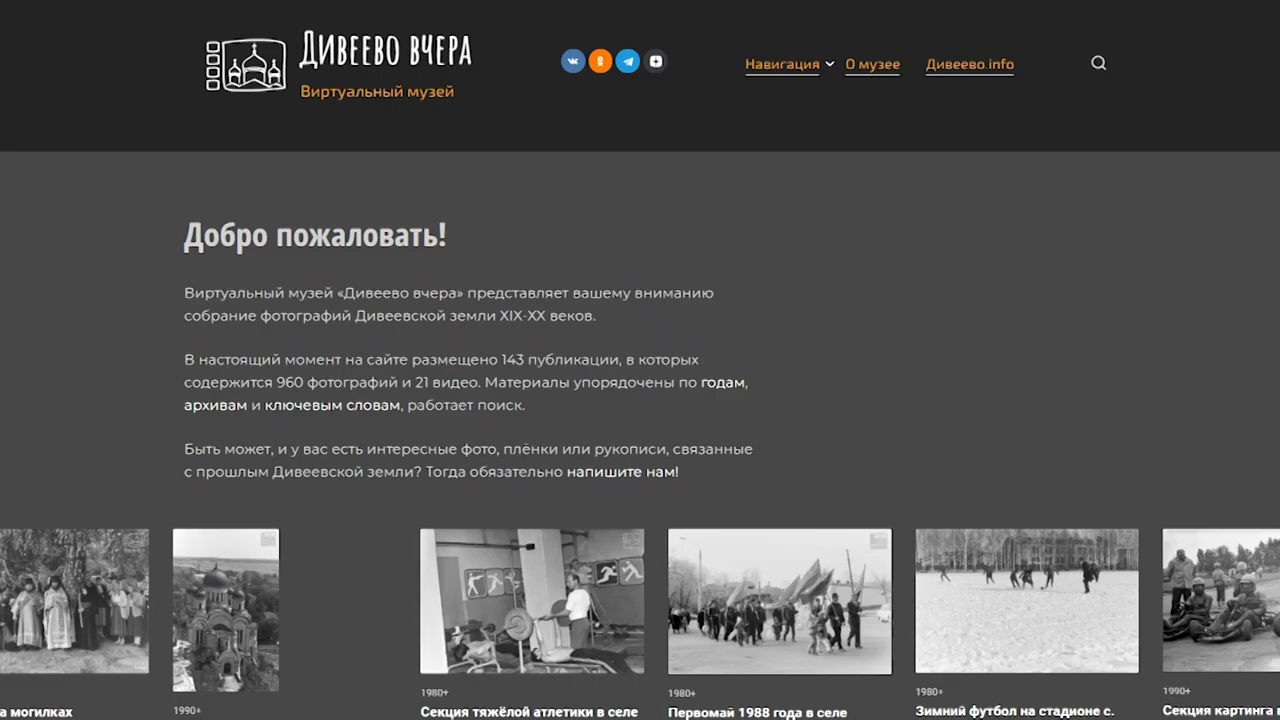 Дивеево вчера
Виртуальный музей
Навигация
О музее
Дивеево.info
Добро пожаловать!
Виртуальный музей «Дивеево вчера» представляет вашему вниманию
собрание фотографий Дивеевской земли XIX-XX веков.
В настоящий момент на сайте размещено 143 публикации, в которых
содержится 960 фотографий и 21 видео. Материалы упорядочены по годам,
архивам и ключевым словам, работает поиск.
Быть может, и у вас есть интересные фото, плёнки или рукописи, связанные
с прошлым Дивеевской земли? Тогда обязательно напишите нам!
а могилках
1990+
1980+
Секция тяжёлой атлетики в селе
1980+
Первомай 1988 года в селе
1980+
Зимний футбол на стадионе с.
1990+
Секция картинга